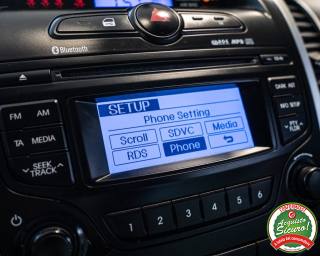 Bluetooth
MP3
FM AM
DARK
SETUP
Phone Setting
INFO SETUP
TA MEDIA
Scroll SDVC Media
PTY FLDR
RDS Phone
SEEK TRACK
1 2 3 4 5 6
Acquisto
Sicuro!